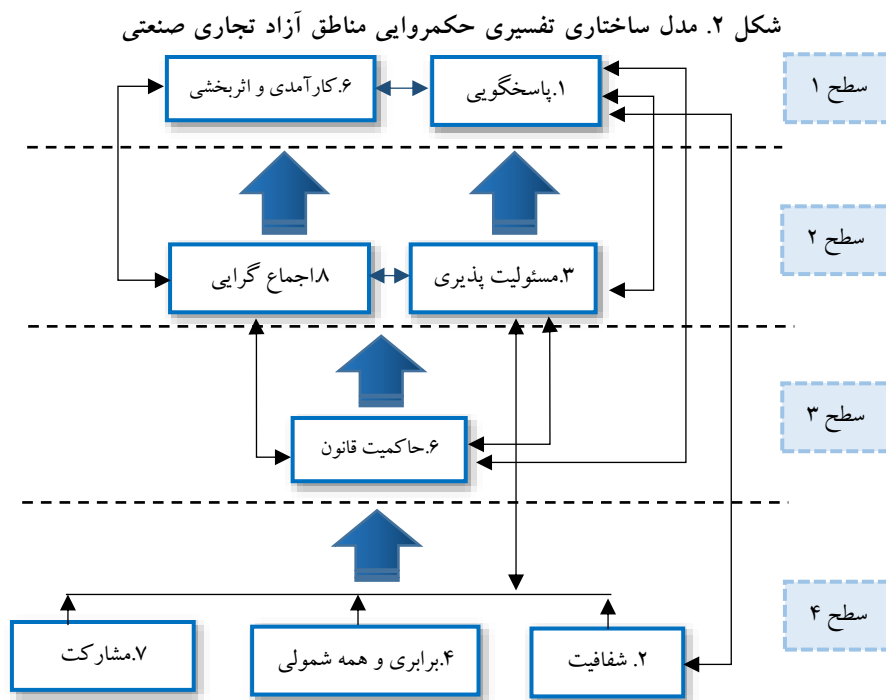 شکل ۲. مدل ساختاری تفسیری حکمروایی مناطق آزاد تجاری صنعتی
سطح ۱
۱.پاسخگویی
۶.کارآمدی و اثربخشی
سطح ۲
۳.مسئولیت پذیری
۸.اجماع گرایی
سطح ۳
۶.حاکمیت قانون
سطح ۴
۲. شفافیت
۴.برابری و همه شمولی
۷.مشارکت